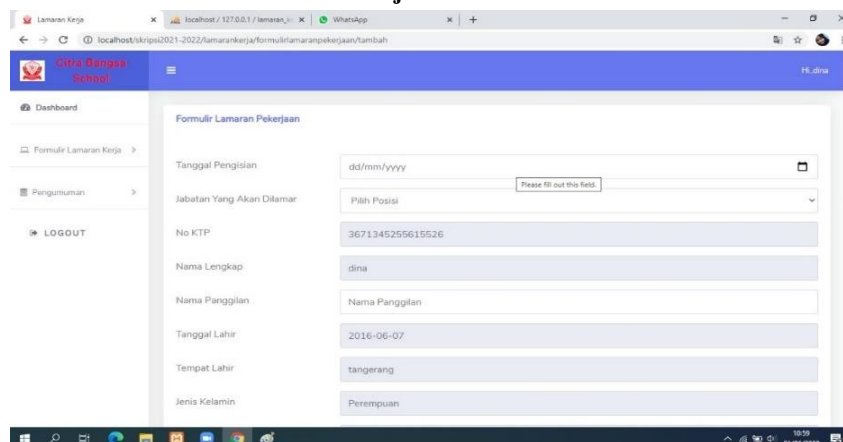 Lamaran Kerja
localhost / 127.0.0.1 / lamaran_k
WhatsApp
localhost/skripsi2021-2022/lamarankerja/formulirlamaranpekerjaan/tambah
Citra Bangsa
School
Hi..dina
Dashboard
Formulir Lamaran Kerja
Pengumuman
LOGOUT
Formulir Lamaran Pekerjaan
Tanggal Pengisian
dd/mm/yyyy
Please fill out this field.
Jabatan Yang Akan Dilamar
Pilih Posisi
No KTP
3671345255615526
Nama Lengkap
dina
Nama Panggilan
Nama Panggilan
Tanggal Lahir
2016-06-07
Tempat Lahir
tangerang
Jenis Kelamin
Perempuan
10:59